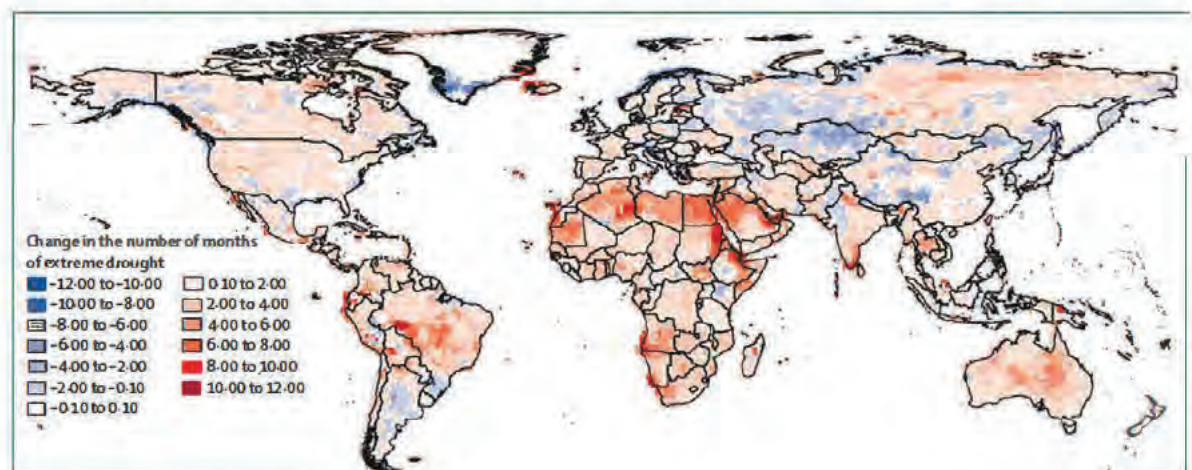 Change in the number of months
of extreme drought
-12·00 to -10·00
-10·00 to -8·00
-8·00 to -6·00
-6·00 to -4·00
-4·00 to -2·00
-2·00 to -0·10
-0·10 to 0·10
0·10 to 2·00
2·00 to 4·00
4·00 to 6·00
6·00 to 8·00
8·00 to 10·00
10·00 to 12·00